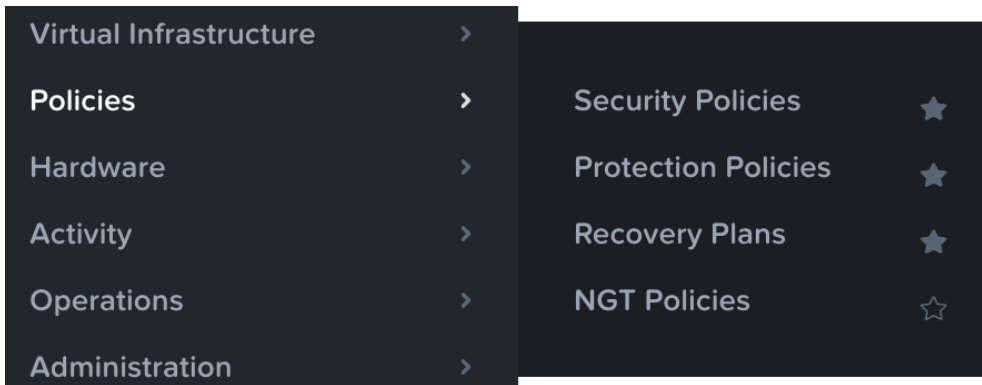 Virtual Infrastructure
Policies
Hardware
Activity
Operations
Administration
Security Policies
Protection Policies
Recovery Plans
NGT Policies